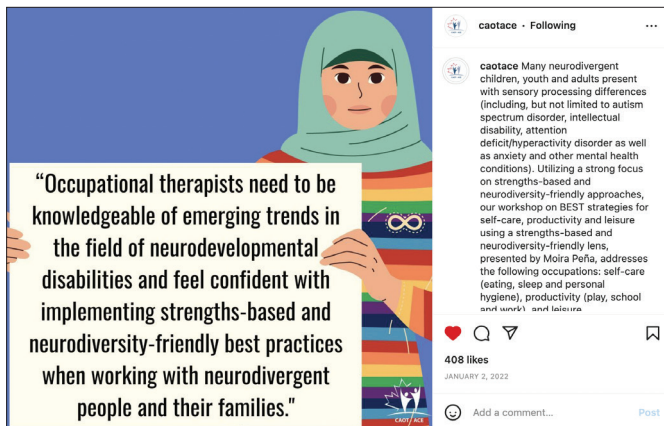 “Occupational therapists need to be
knowledgeable of emerging trends in
the field of neurodevelopmental
disabilities and feel confident with
implementing strengths-based and
neurodiversity-friendly best practices
when working with neurodivergent
people and their families."
CAOT ACE
caotace • Following
caotace Many neurodivergent
children, youth and adults present
with sensory processing differences
(including, but not limited to autism
spectrum disorder, intellectual
disability, attention
deficit/hyperactivity disorder as well
as anxiety and other mental health
conditions). Utilizing a strong focus
on strengths-based and
neurodiversity-friendly approaches,
our workshop on BEST strategies for
self-care, productivity and leisure
using a strengths-based and
neurodiversity-friendly lens,
presented by Moira Peña, addresses
the following occupations: self-care
(eating, sleep and personal
hygiene), productivity (play, school
and work), and leisure
408 likes
JANUARY 2, 2022
Add a comment...
Post